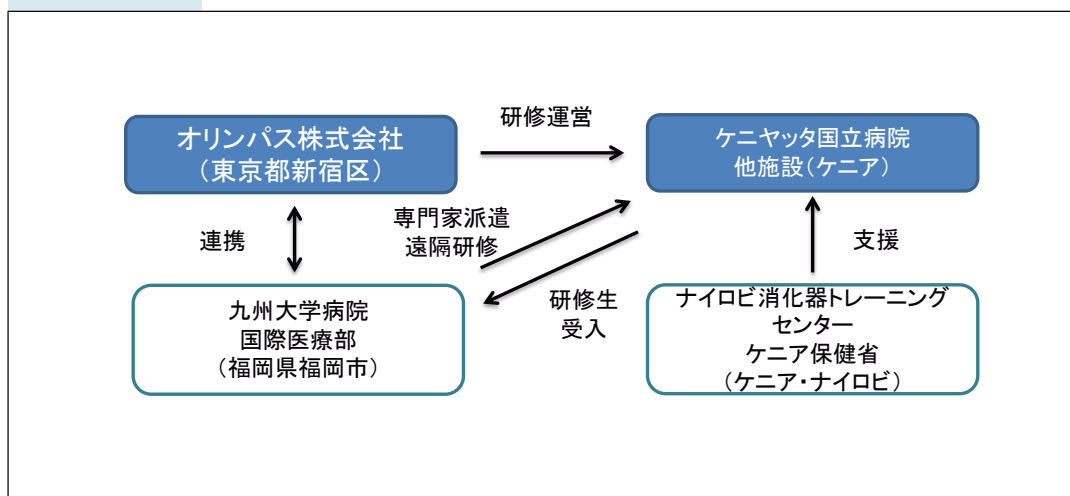 オリンパス株式会社
（東京都新宿区）
研修運営
ケニヤッタ国立病院
他施設（ケニア）
連携
専門家派遣
遠隔研修
支援
九州大学病院
国際医療部
（福岡県福岡市）
研修生
受入
ナイロビ消化器トレーニング
センター
ケニア保健省
（ケニア・ナイロビ）